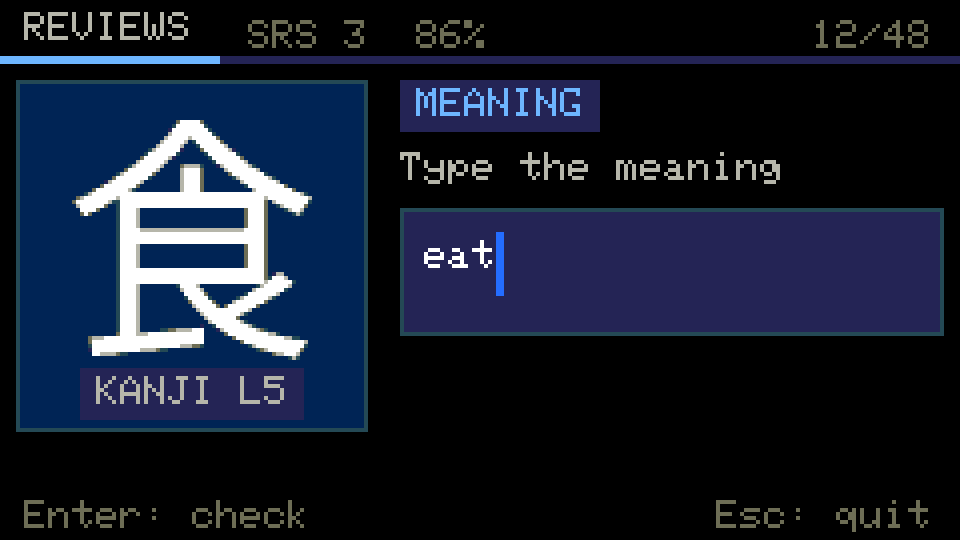 REVIEWS SRS 3 86% 12/48
食
KANJI L5
MEANING
Type the meaning
eat
Enter: check Esc: quit